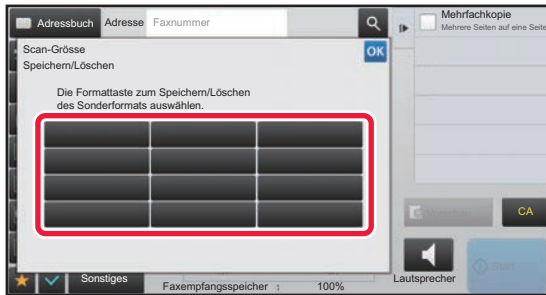 Adressbuch Adresse Faxnummer
Mehrfachkopie
Mehrere Seiten auf eine Seite
Scan-Grösse
OK
Speichern/Löschen
Die Formattaste zum Speichern/Löschen
des Sonderformats auswählen.
CA
Start
Sonstiges
Lautsprecher
Faxempfangsspeicher : 100%